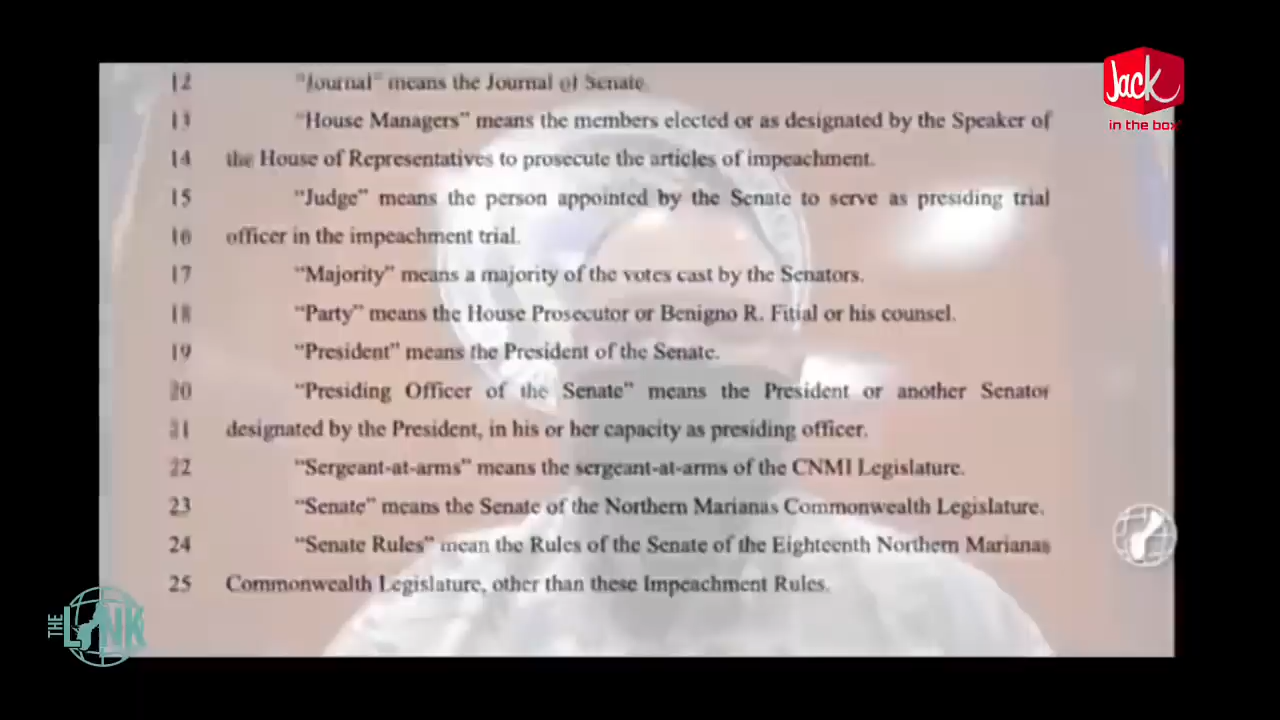 12 "Journal" means the Journal of Senate.
13 "House Managers" means the members elected or as designated by the Speaker of
14 the House of Representatives to prosecute the articles of impeachment.
15 "Judge" means the person appointed by the Senate to serve as presiding trial
16 officer in the impeachment trial.
17 "Majority" means a majority of the votes cast by the Senators.
18 "Party" means the House Prosecutor or Benigno R. Fitial or his counsel.
19 "President" means the President of the Senate.
20 "Presiding Officer of the Senate" means the President or another Senator
21 designated by the President, in his or her capacity as presiding officer.
22 "Sergeant-at-arms" means the sergeant-at-arms of the CNMI Legislature.
23 "Senate" means the Senate of the Northern Marianas Commonwealth Legislature.
24 "Senate Rules" mean the Rules of the Senate of the Eighteenth Northern Marianas
25 Commonwealth Legislature, other than these Impeachment Rules.
Jack
in the box
THE LINK